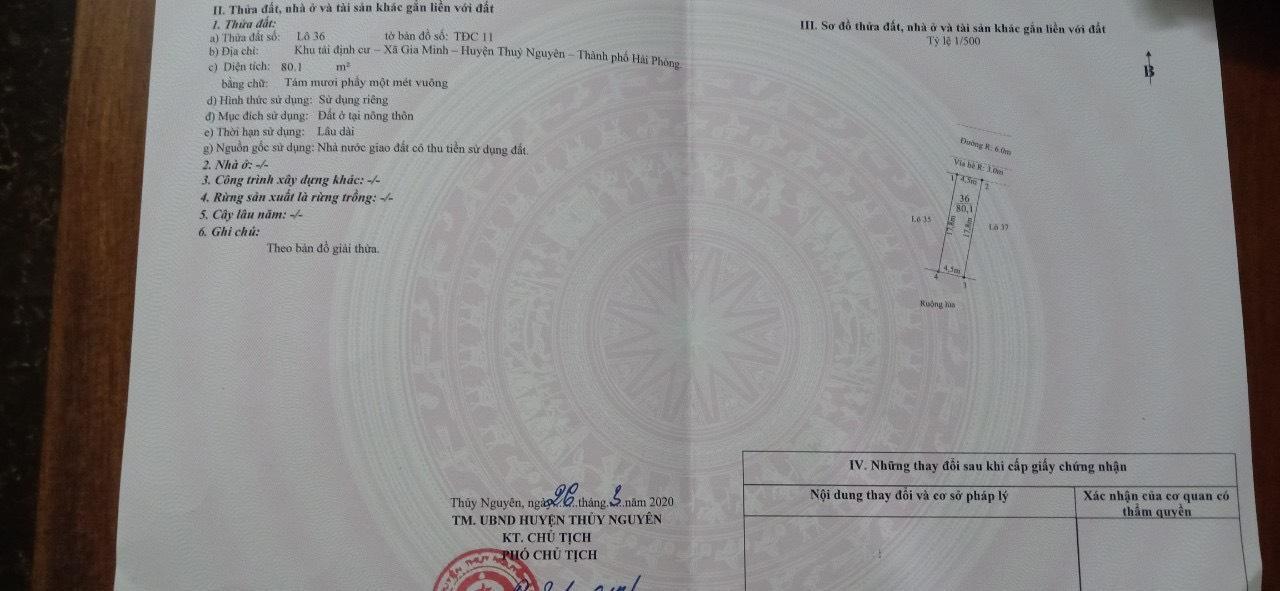 II. Thửa đất, nhà ở và tài sản khác gắn liền với đất
1. Thửa đất:
a) Thửa đất số: Lô 36 tờ bản đồ số: TĐC 11
b) Địa chỉ: Khu tái định cư – Xã Gia Minh – Huyện Thuỷ Nguyên – Thành phố Hải Phòng.
c) Diện tích: 80,1 m²
bằng chữ: Tám mươi phẩy một mét vuông
d) Hình thức sử dụng: Sử dụng riêng
đ) Mục đích sử dụng: Đất ở tại nông thôn
e) Thời hạn sử dụng: Lâu dài
g) Nguồn gốc sử dụng: Nhà nước giao đất có thu tiền sử dụng đất.
2. Nhà ở: -/-
3. Công trình xây dựng khác: -/-
4. Rừng sản xuất là rừng trồng: -/-
5. Cây lâu năm: -/-
6. Ghi chú:
Theo bản đồ giải thửa.
Thủy Nguyên, ngày 26 tháng 3 năm 2020
TM. UBND HUYỆN THỦY NGUYÊN
KT. CHỦ TỊCH
PHÓ CHỦ TỊCH
III. Sơ đồ thửa đất, nhà ở và tài sản khác gắn liền với đất
Tỷ lệ 1/500
B
Đường R: 6.0m
Vỉa hè R: 3.0m
1 4,5m 2
36
80,1
Lô 35 17,8m 17,8m Lô 37
4 4,5m 3
Ruộng lúa
IV. Những thay đổi sau khi cấp giấy chứng nhận
Nội dung thay đổi và cơ sở pháp lý
Xác nhận của cơ quan có
thẩm quyền